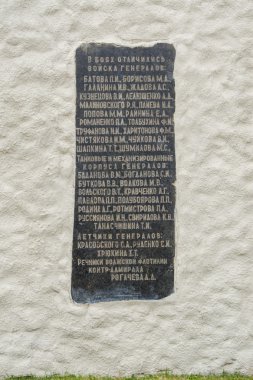 В БОЯХ ОТЛИЧИЛИСЬ
ВОЙСКА ГЕНЕРАЛОВ:
БАТОВА П.И., БОРИСОВА М.Д.
ГАЛАНИНА И.В., ЖАДОВА А.С.
КУЗНЕЦОВА В.И., ЛЕЛЮШЕНКО Д.Д.
МАЛИНОВСКОГО Р.Я.,
ПОПОВА М.М.,
РОМАНЕНКО П.Л., ТОЛБУХИНА Ф.И.
ТРУФАНОВА Н.И., ХАРИТОНОВА Ф.М.
ЧИСТЯКОВА И.М., ЧУЙКОВА В.И.
ШАПКИНА Т.Т., ШУМИЛОВА М.С.
ТАНКОВЫЕ И МЕХАНИЗИРОВАННЫЕ
КОРПУСА ГЕНЕРАЛОВ:
БАДАНОВА В.М., БОГДАНОВА С.И.
БУТКОВА В.В., ВОЛКОВА М.В.
ВОЛЬСКОГО В.Т., КРАВЧЕНКО А.Г.
ПАВЛОВА П.П., ПОЛУБОЯРОВА П.П.
РОДИНА А.Г., РОТМИСТРОВА П.А.
РУССИЯНОВА И.Н., СВИРИДОВА К.В.
ТАНАСЧИШИНА Т.И.
ЛЕТЧИКИ ГЕНЕРАЛОВ:
КРАСОВСКОГО С.А., РУДЕНКО С.И.
ХРЮКИНА Т.Т.
РЕЧНИКИ ВОЛЖСКОЙ ФЛОТИЛИИ
КОНТР-АДМИРАЛА
РОГАЧЕВА Д.Д.